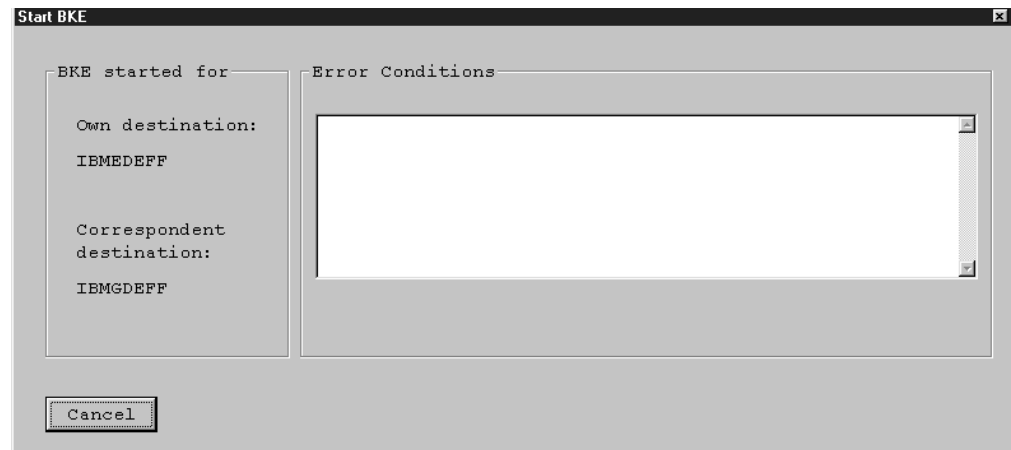 Start BKE
BKE started for
Own destination:
IBMEDEFF
Correspondent
destination:
IBMGDEFF
Error Conditions
Cancel